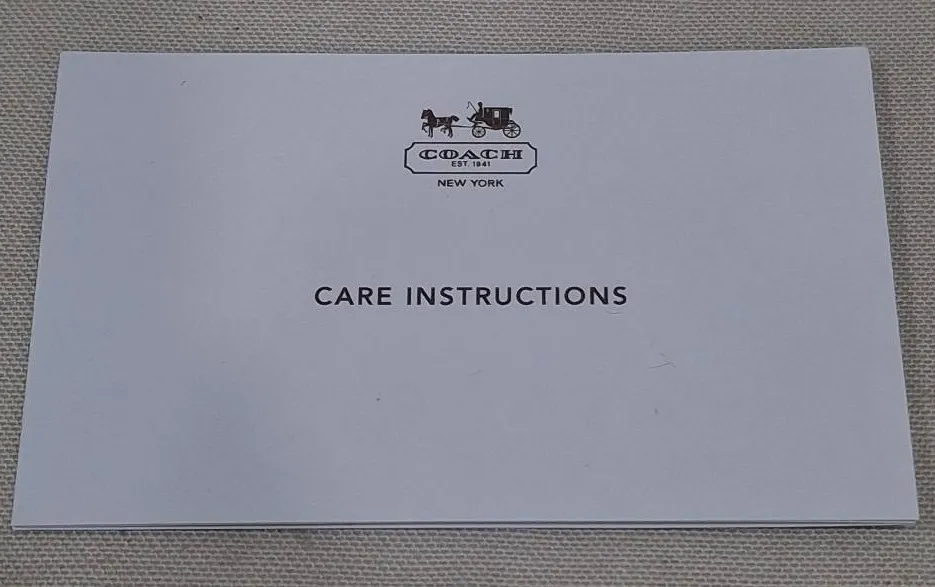 COACH
EST. 1941
NEW YORK
CARE INSTRUCTIONS